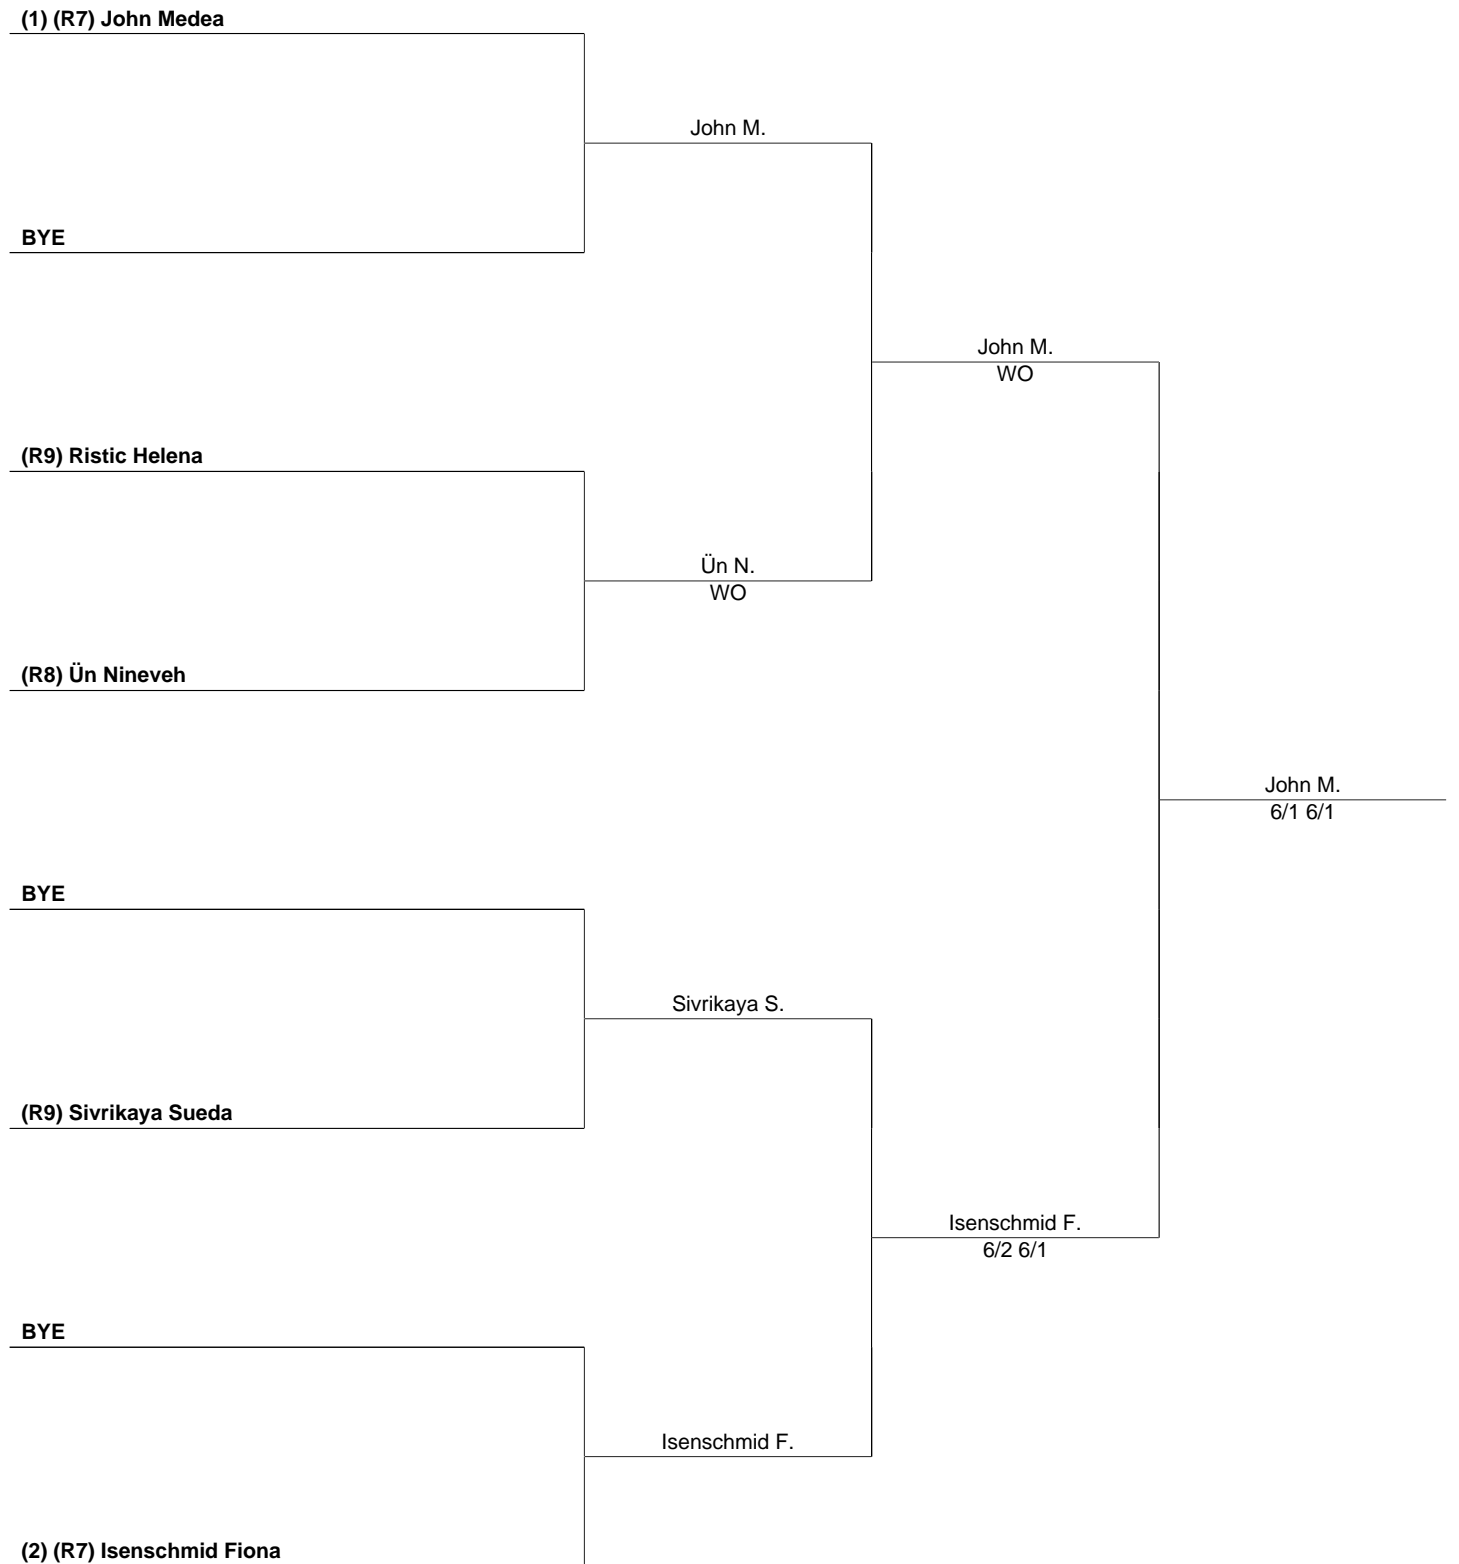 (1) (R7) John Medea
John M.
BYE
John M.
WO
(R9) Ristic Helena
Ün N.
WO
(R8) Ün Nineveh
John M.
6/1 6/1
BYE
Sivrikaya S.
(R9) Sivrikaya Sueda
Isenschmid F.
6/2 6/1
BYE
Isenschmid F.
(2) (R7) Isenschmid Fiona